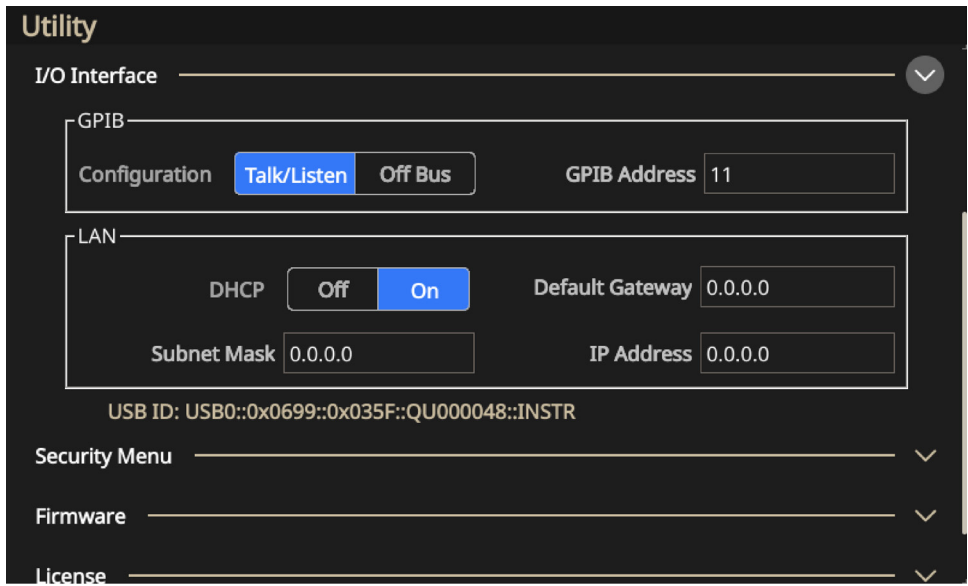 Utility
I/O Interface
GPIB
Configuration Talk/Listen Off Bus GPIB Address 11
LAN
DHCP Off On Default Gateway 0.0.0.0
Subnet Mask 0.0.0.0 IP Address 0.0.0.0
USB ID: USB0::0x0699::0x035F::QU000048::INSTR
Security Menu
Firmware
License